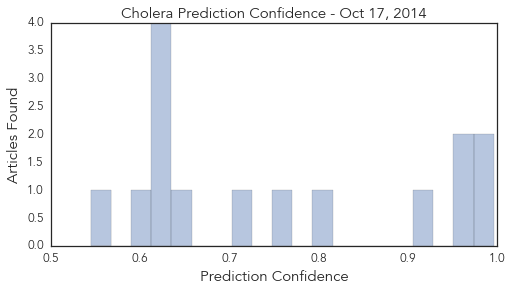 Cholera Prediction Confidence - Oct 17, 2014
4.0
3.5
3.0
2.5
2.0
1.5
1.0
0.5
0.0
Articles Found
0.5 0.6 0.7 0.8 0.9 1.0
Prediction Confidence